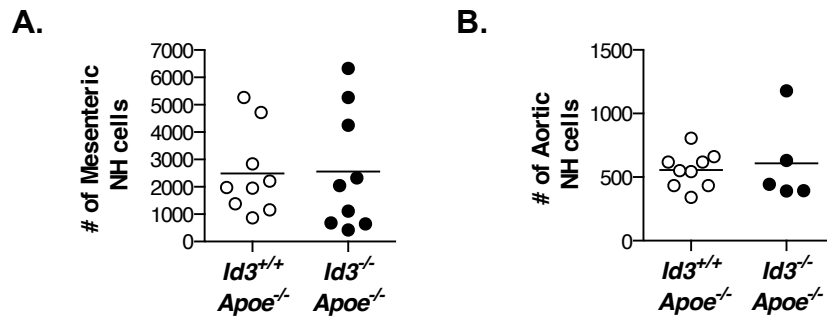 A.
# of Mesenteric
NH cells
7000
6000
5000
4000
3000
2000
1000
0
Id3+/+
Apoe-/-
Id3-/-
Apoe-/-
B.
# of Aortic
NH cells
1500
1000
500
0
Id3+/+
Apoe-/-
Id3-/-
Apoe-/-